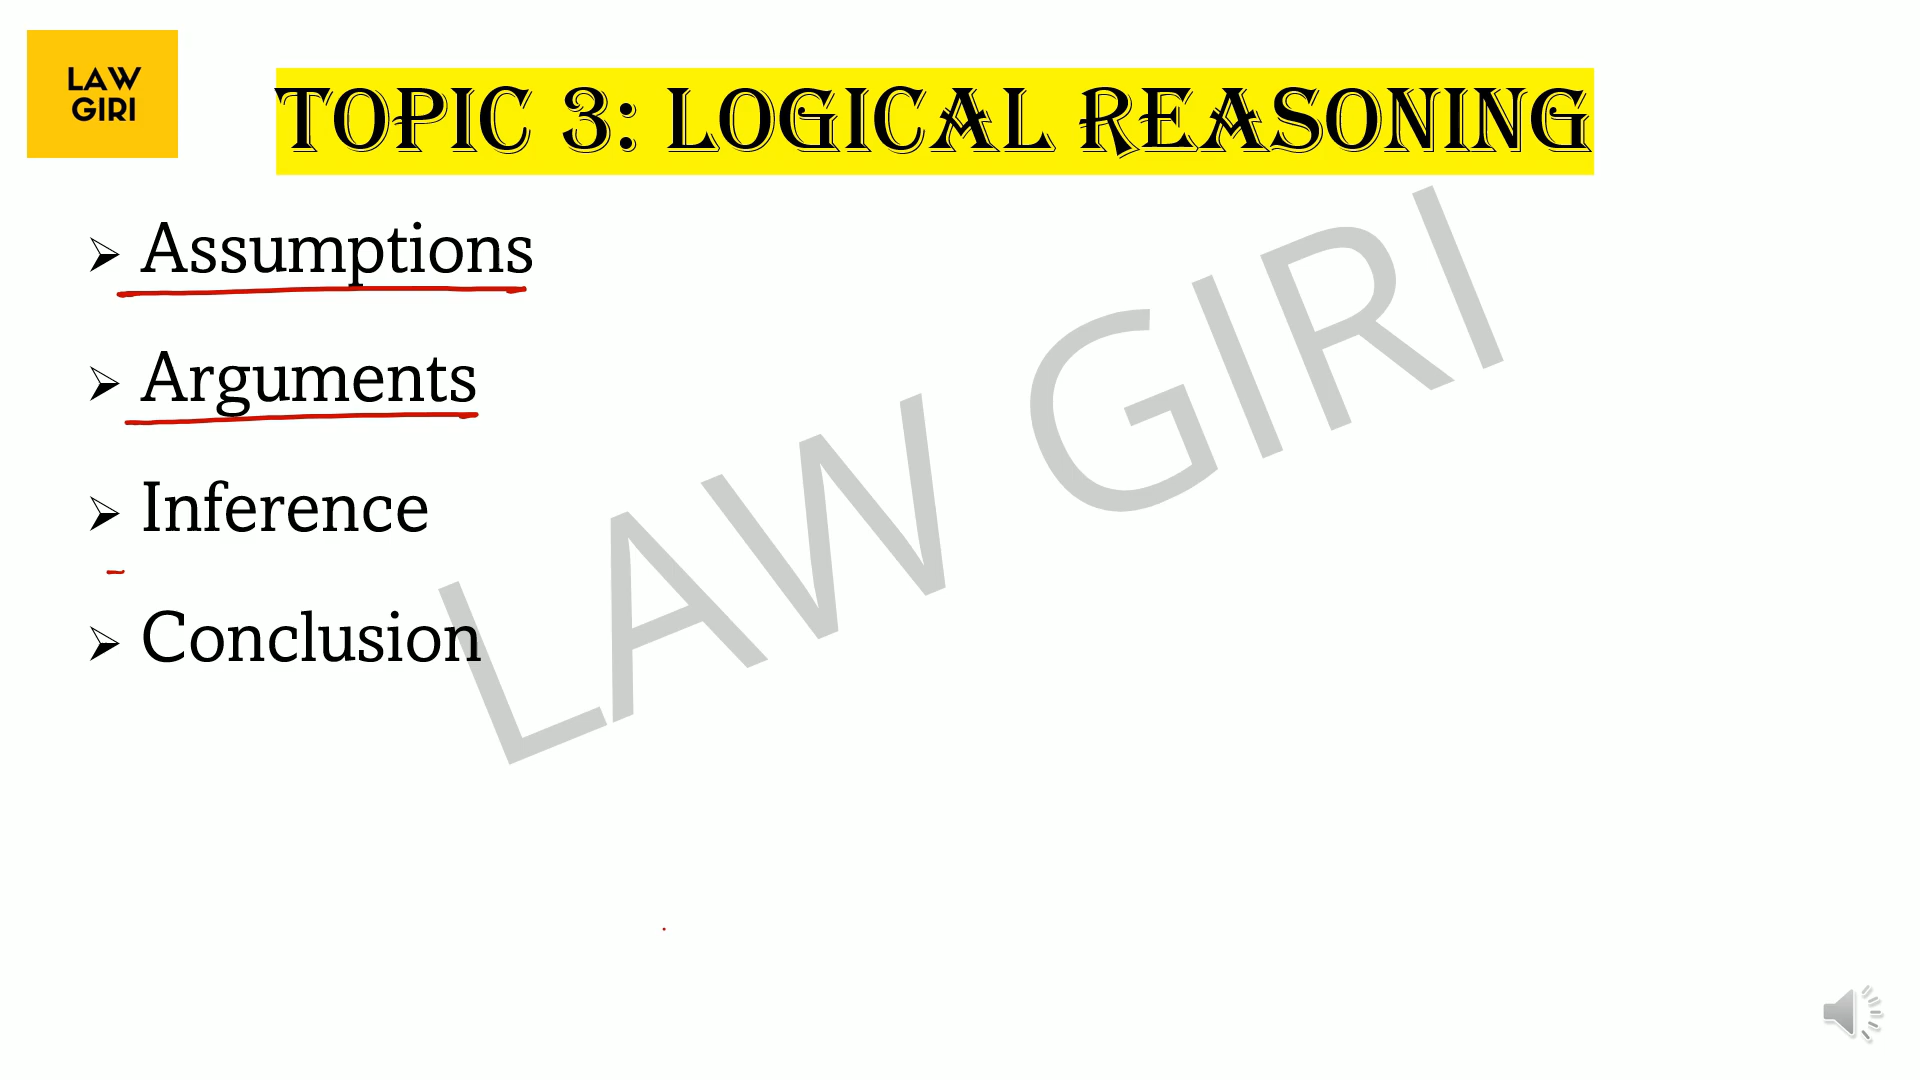 LAW
GIRI
TOPIC 3: LOGICAL REASONING
➢ Assumptions
➢ Arguments
➢ Inference
➢ Conclusion
LAW GIRI